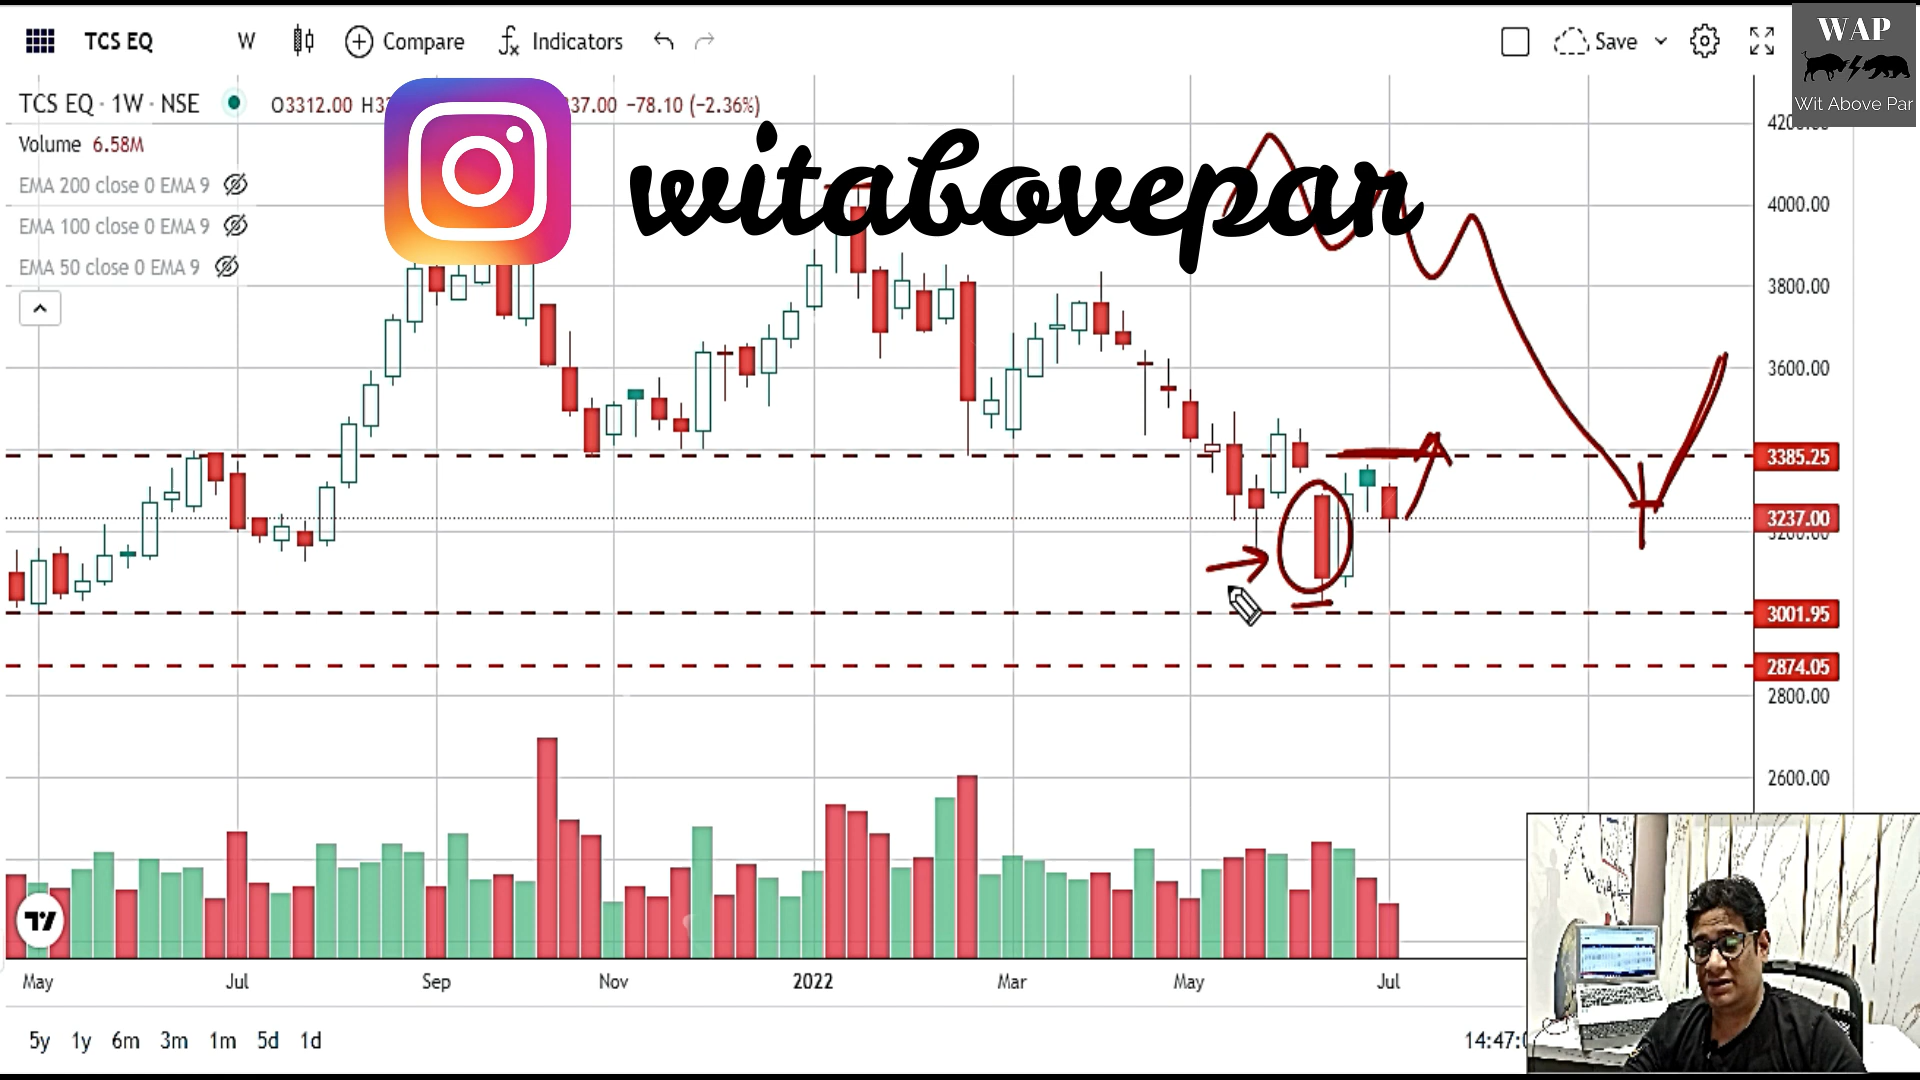 TCS EQ W Compare Indicators Save
WAP
Wit Above Par
TCS EQ · 1W · NSE O3312.00 37.00 −78.10 (−2.36%)
Volume 6.58M
EMA 200 close 0 EMA 9
EMA 100 close 0 EMA 9
EMA 50 close 0 EMA 9
witabovepar
4000.00
3800.00
3600.00
3385.25
3237.00
3200.00
3001.95
2874.05
2800.00
2600.00
May Jul Sep Nov 2022 Mar May Jul
5y 1y 6m 3m 1m 5d 1d